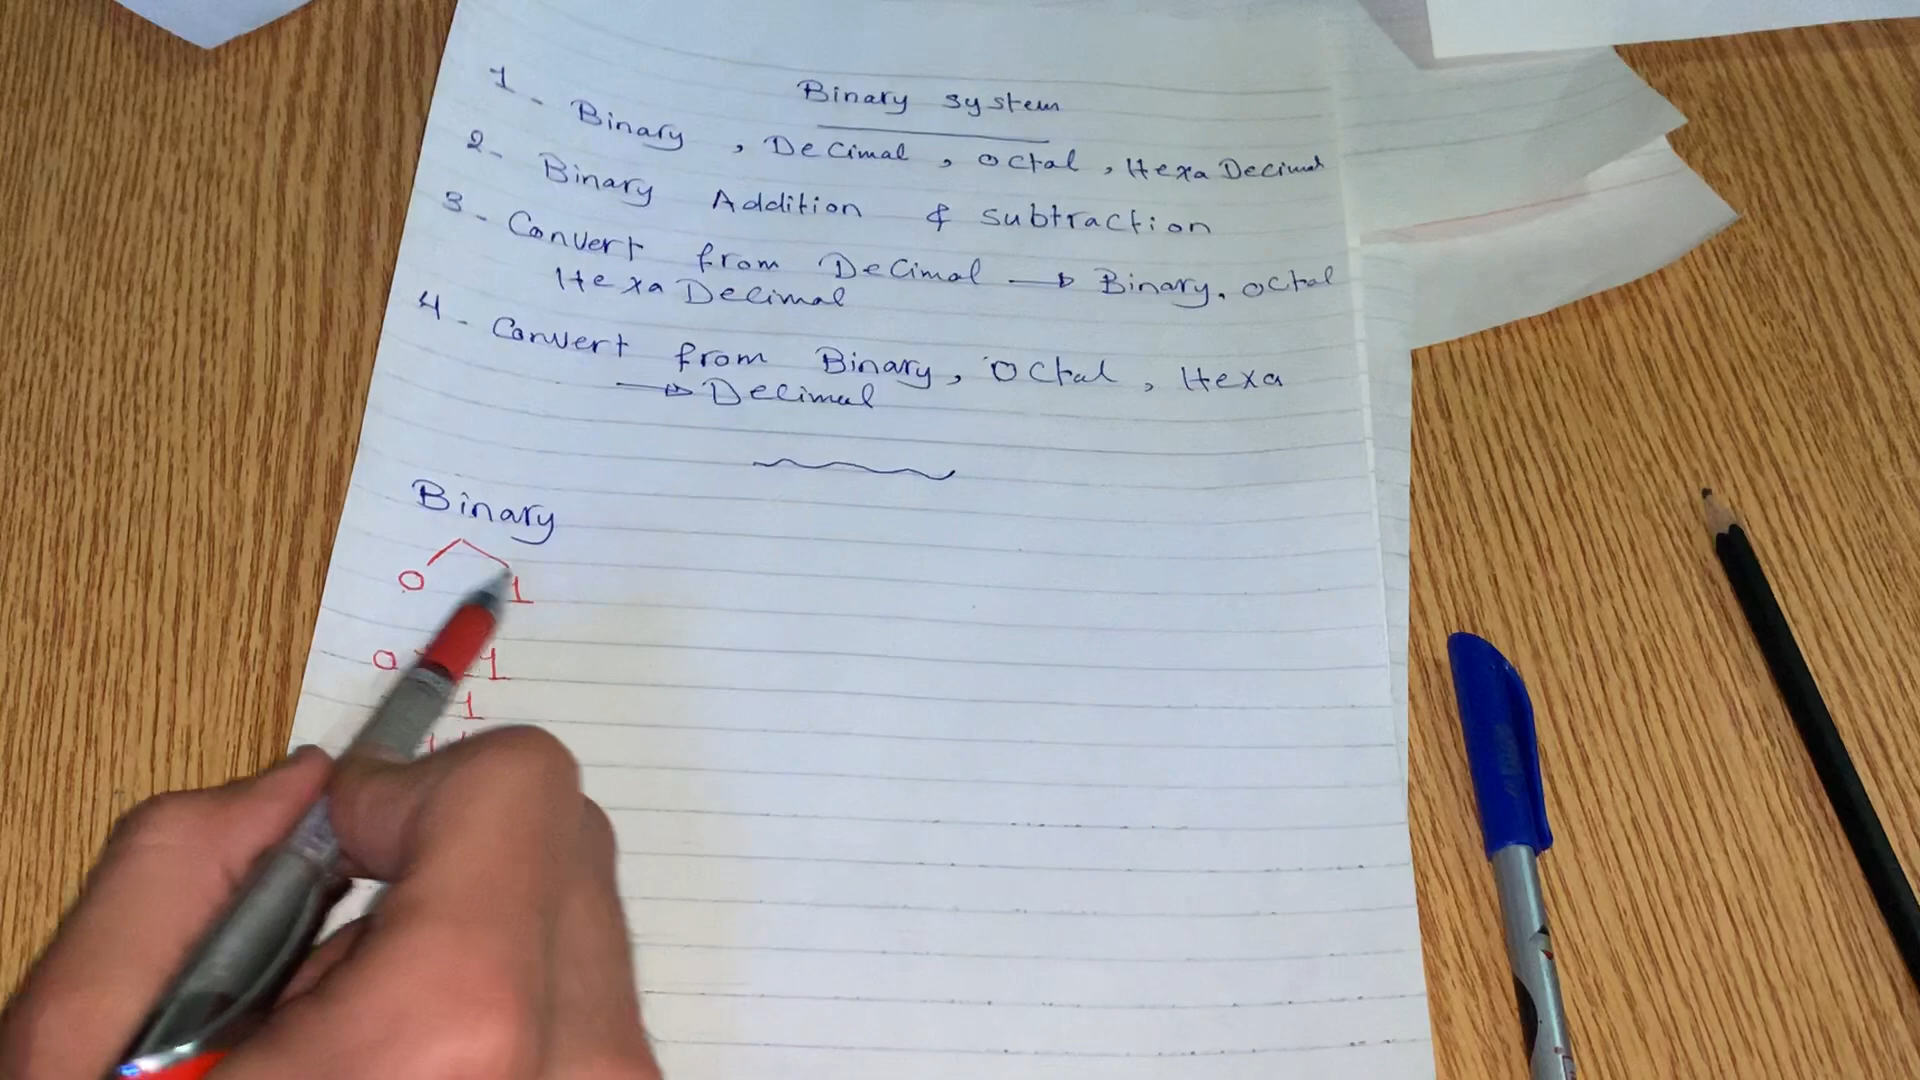 Binary system
1 - Binary , Decimal , octal , Hexa Decimal
2 - Binary Addition & subtraction
3 - Convert from Decimal → Binary, octal
Hexa Decimal
4 - Convert from Binary, Octal , Hexa
→ Decimal
Binary
0 1
0 1
1